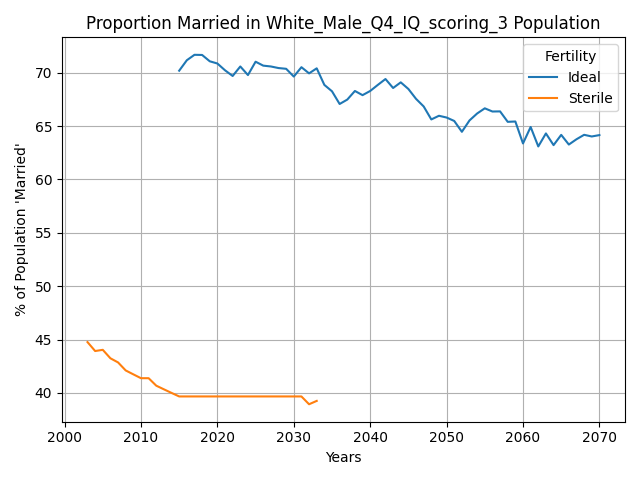 Proportion Married in White_Male_Q4_IQ_scoring_3 Population
% of Population 'Married'
70
65
60
55
50
45
40
Fertility
Ideal
Sterile
2000 2010 2020 2030 2040 2050 2060 2070
Years